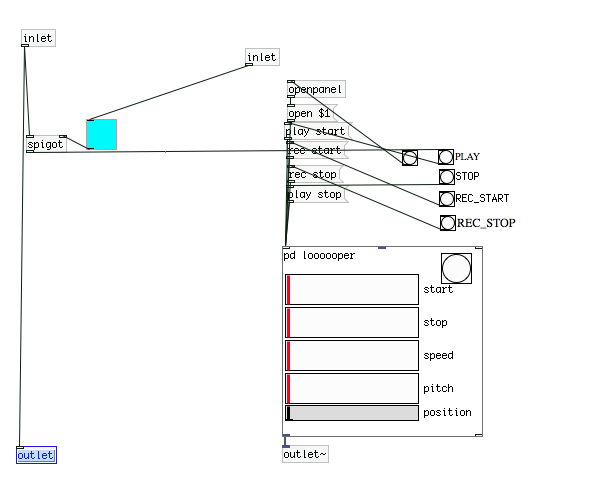 inlet
inlet
openpanel
open $1
play start
spigot
rec start
PLAY
rec stop
STOP
play stop
REC_START
REC_STOP
pd loooooper
start
stop
speed
pitch
position
outlet
outlet~